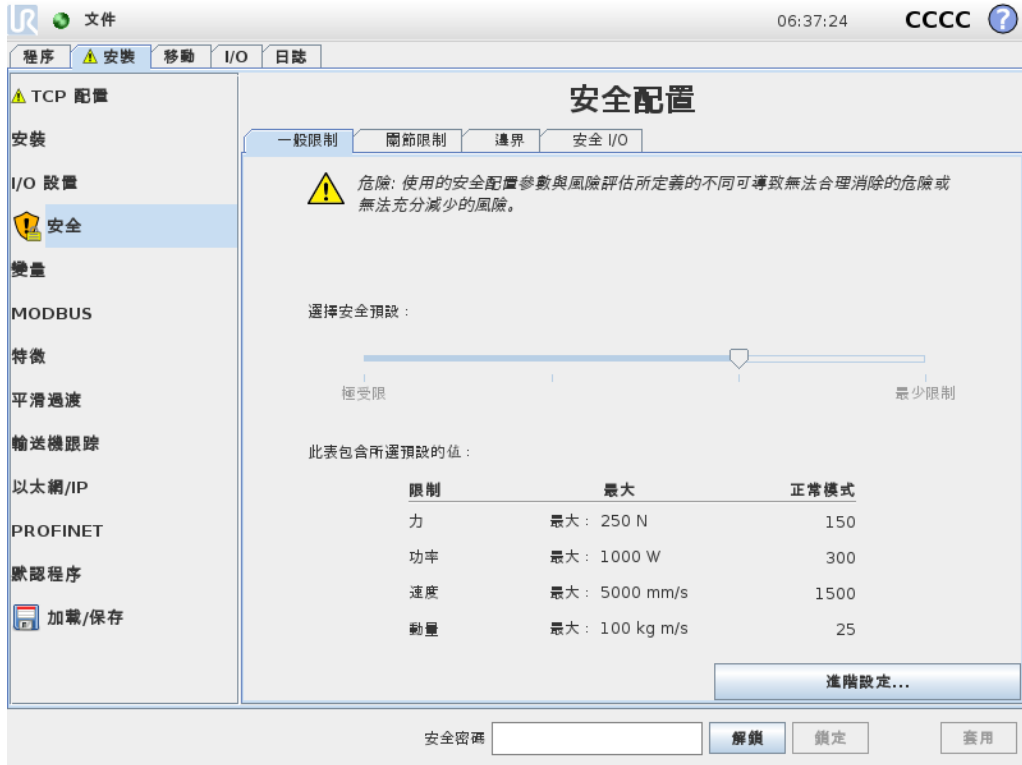 UR 文件 06:37:24 CCCC ?
程序 安裝 移動 I/O 日誌
TCP 配置
安裝
I/O 設置
安全
變量
MODBUS
特徵
平滑過渡
輸送機跟踪
以太網/IP
PROFINET
默認程序
加載/保存
安全配置
一般限制 關節限制 邊界 安全 I/O
危險: 使用的安全配置參數與風險評估所定義的不同可導致無法合理消除的危險或
無法充分減少的風險。
選擇安全預設：
極受限 最少限制
此表包含所選預設的值：
限制 最大 正常模式
力 最大： 250 N 150
功率 最大： 1000 W 300
速度 最大： 5000 mm/s 1500
動量 最大： 100 kg m/s 25
進階設定...
安全密碼 解鎖 鎖定 套用